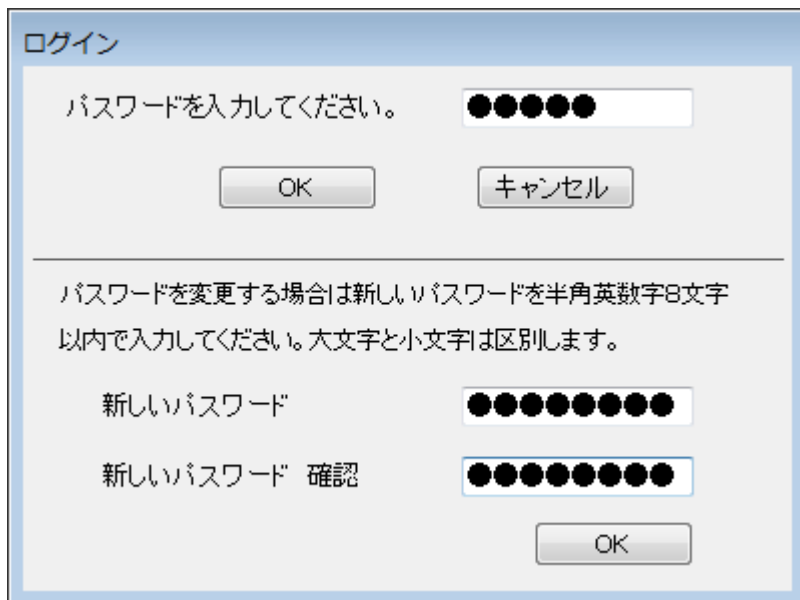 ログイン
パスワードを入力してください。 ●●●●●
OK キャンセル
パスワードを変更する場合は新しいパスワードを半角英数字8文字
以内で入力してください。大文字と小文字は区別します。
新しいパスワード ●●●●●●●●
新しいパスワード 確認 ●●●●●●●●
OK